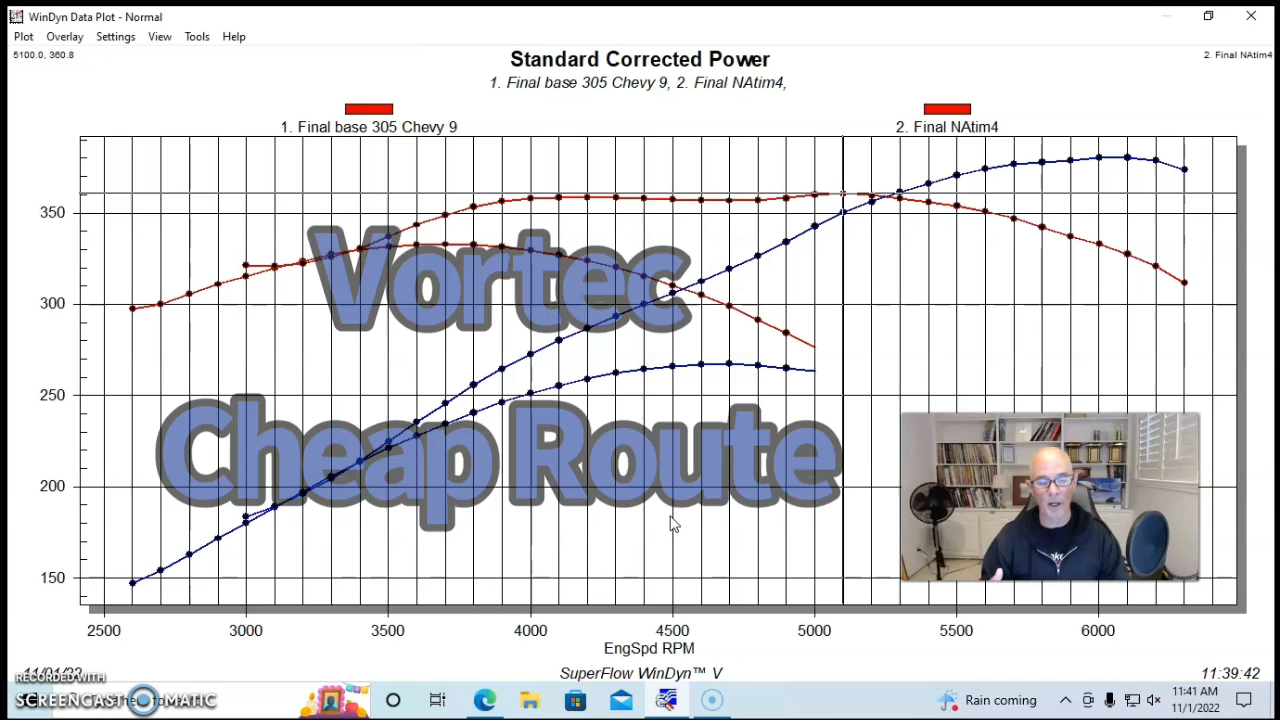 WinDyn Data Plot - Normal
Plot Overlay Settings View Tools Help
5100.0, 360.8
2. Final NAtim4
Standard Corrected Power
1. Final base 305 Chevy 9, 2. Final NAtim4,
1. Final base 305 Chevy 9
2. Final NAtim4
350
300
250
200
150
Vortec
Cheap Route
2500 3000 3500 4000 4500 5000 5500 6000
EngSpd RPM
SuperFlow WinDyn™ V
11:39:42
RECORDED WITH
SCREENCAST MATIC
Rain coming
11:41 AM
11/1/2022